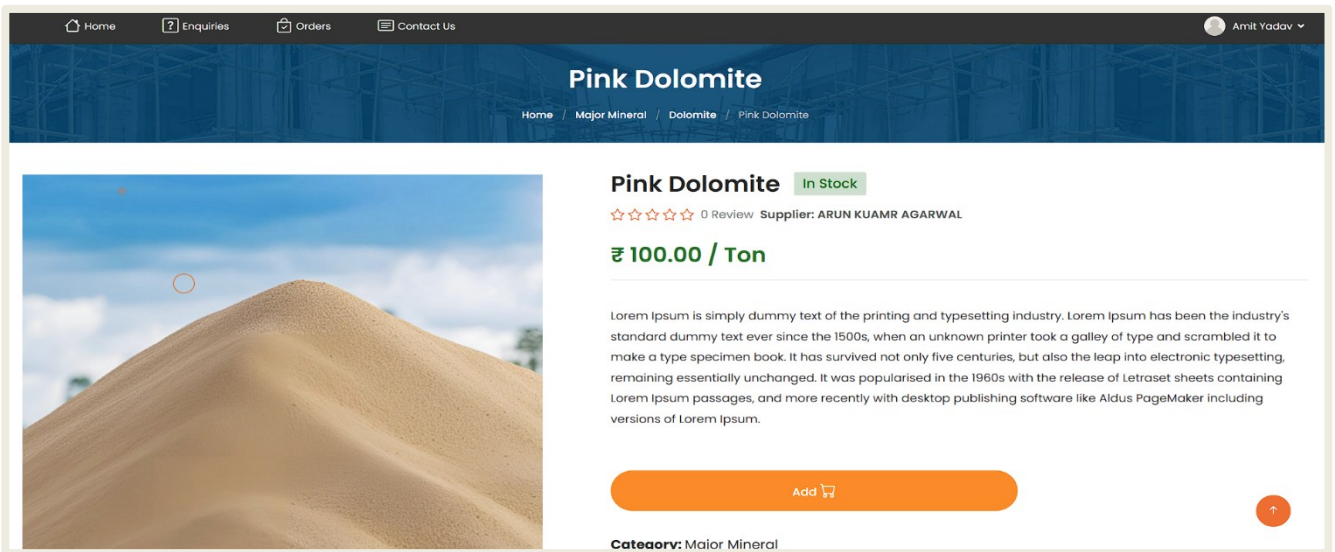 Home Enquiries Orders Contact Us Amit Yadav
Pink Dolomite
Home / Major Mineral / Dolomite / Pink Dolomite
Pink Dolomite In Stock
0 Review Supplier: ARUN KUAMR AGARWAL
₹ 100.00 / Ton
Lorem Ipsum is simply dummy text of the printing and typesetting industry. Lorem Ipsum has been the industry's
standard dummy text ever since the 1500s, when an unknown printer took a galley of type and scrambled it to
make a type specimen book. It has survived not only five centuries, but also the leap into electronic typesetting,
remaining essentially unchanged. It was popularised in the 1960s with the release of Letraset sheets containing
Lorem Ipsum passages, and more recently with desktop publishing software like Aldus PageMaker including
versions of Lorem Ipsum.
Add
Category: Major Mineral